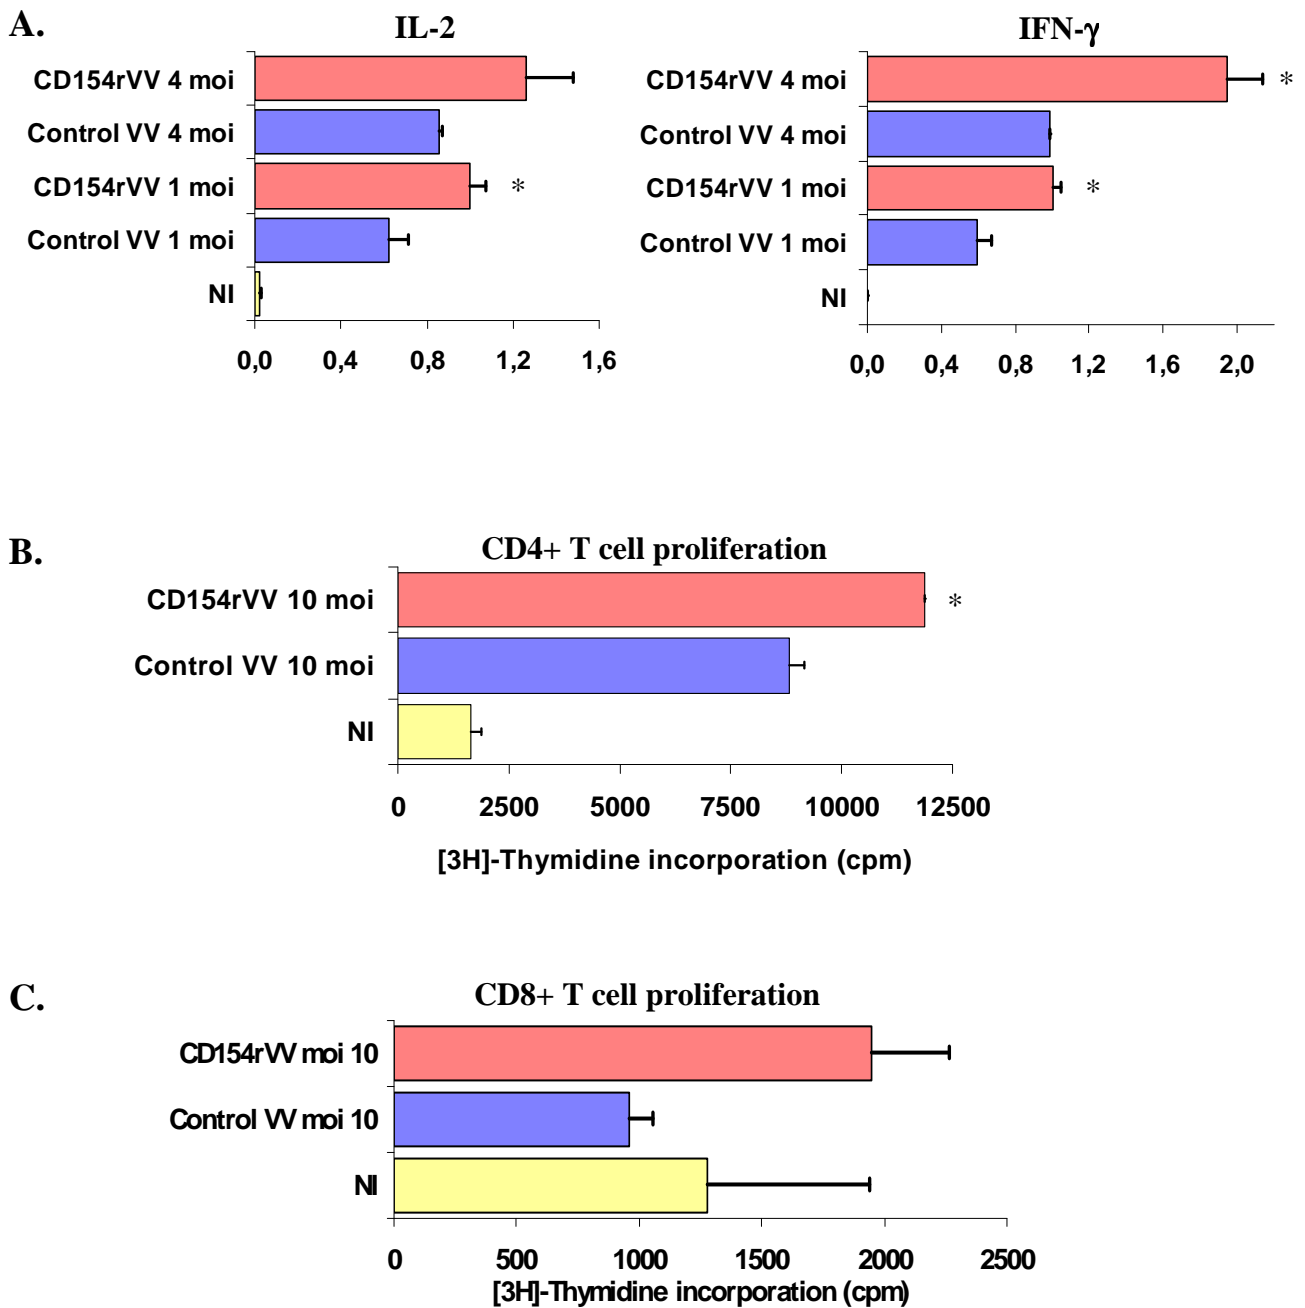 A.
IL-2
CD154rVV 4 moi
Control VV 4 moi
CD154rVV 1 moi
*
Control VV 1 moi
NI
0,0 0,4 0,8 1,2 1,6
IFN-γ
CD154rVV 4 moi
*
Control VV 4 moi
CD154rVV 1 moi
*
Control VV 1 moi
NI
0,0 0,4 0,8 1,2 1,6 2,0
B.
CD4+ T cell proliferation
CD154rVV 10 moi
*
Control VV 10 moi
NI
0 2500 5000 7500 10000 12500
[3H]-Thymidine incorporation (cpm)
C.
CD8+ T cell proliferation
CD154rVV moi 10
Control VV moi 10
NI
0 500 1000 1500 2000 2500
[3H]-Thymidine incorporation (cpm)